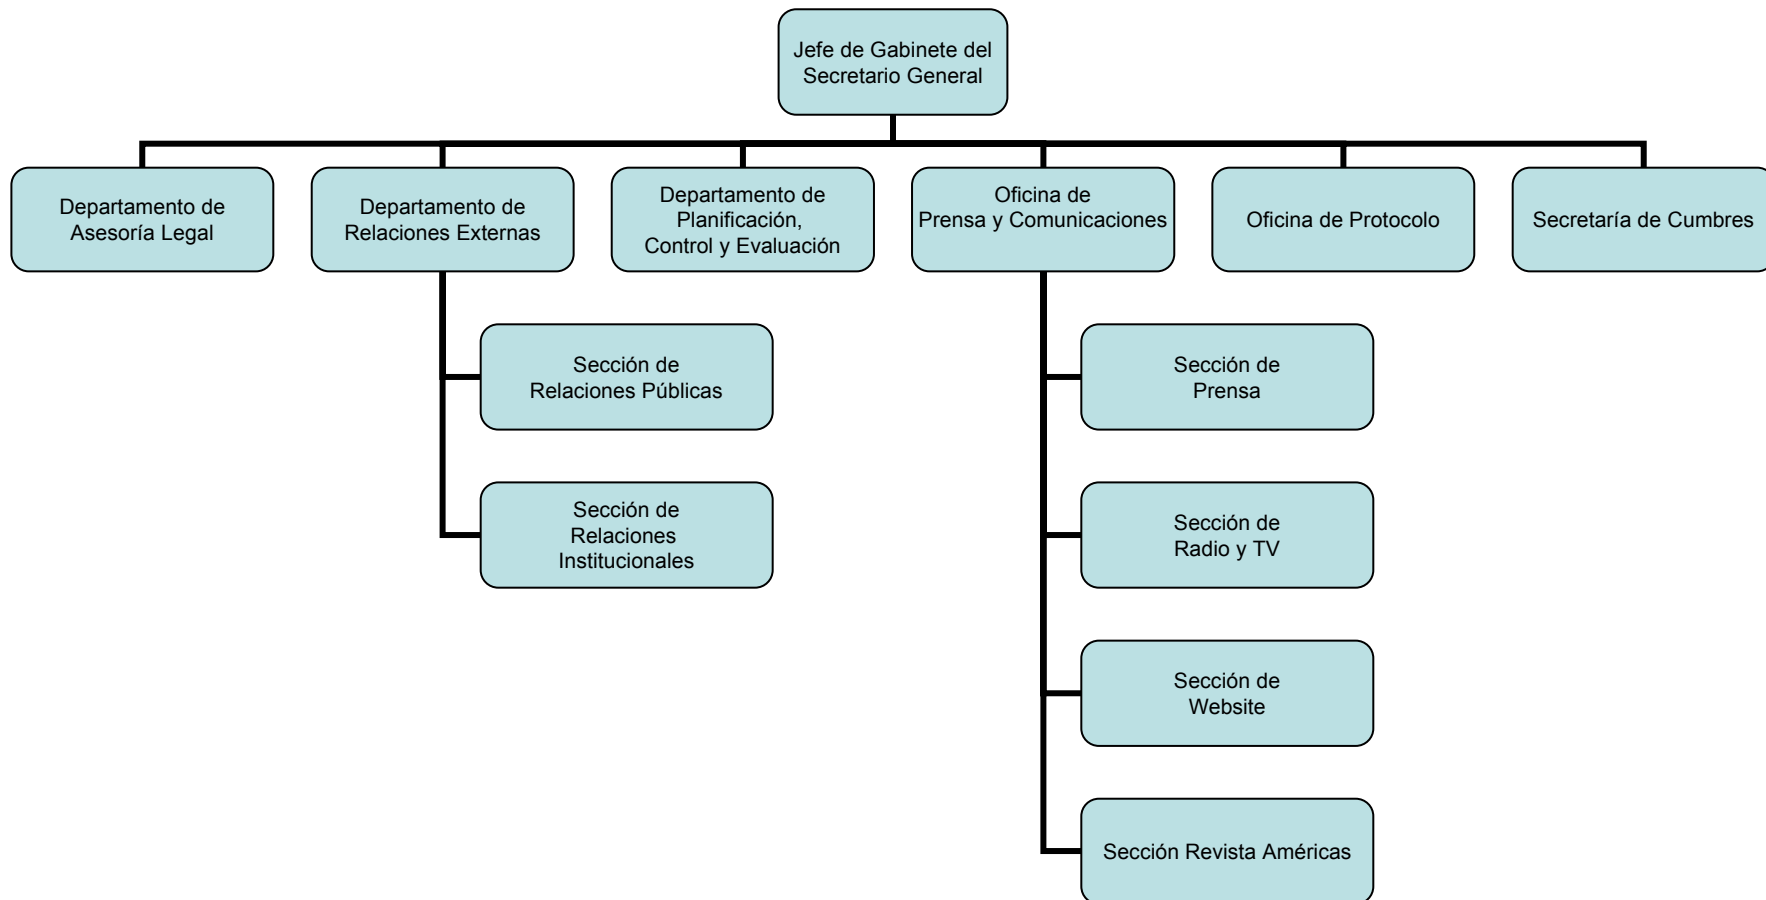 Jefe de Gabinete del
Secretario General
Departamento de
Asesoría Legal
Departamento de
Relaciones Externas
Departamento de
Planificación,
Control y Evaluación
Oficina de
Prensa y Comunicaciones
Oficina de Protocolo
Secretaría de Cumbres
Sección de
Relaciones Públicas
Sección de
Relaciones
Institucionales
Sección de
Prensa
Sección de
Radio y TV
Sección de
Website
Sección Revista Américas